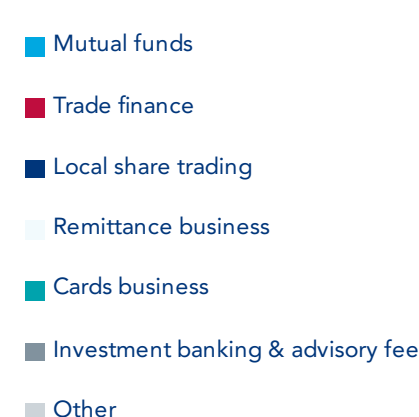 Mutual funds
Trade finance
Local share trading
Remittance business
Cards business
Investment banking & advisory fee
Other